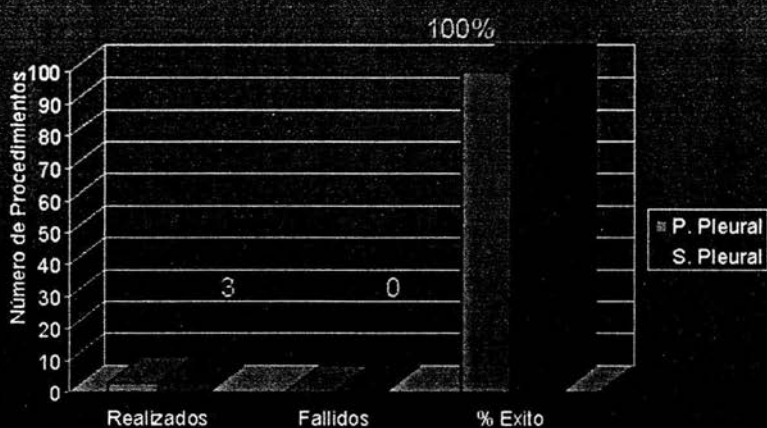 100%
Número de Procedimientos
100
90
80
70
60
50
40
30
20
10
0
3
0
Realizados
Fallidos
% Exito
P. Pleural
S. Pleural